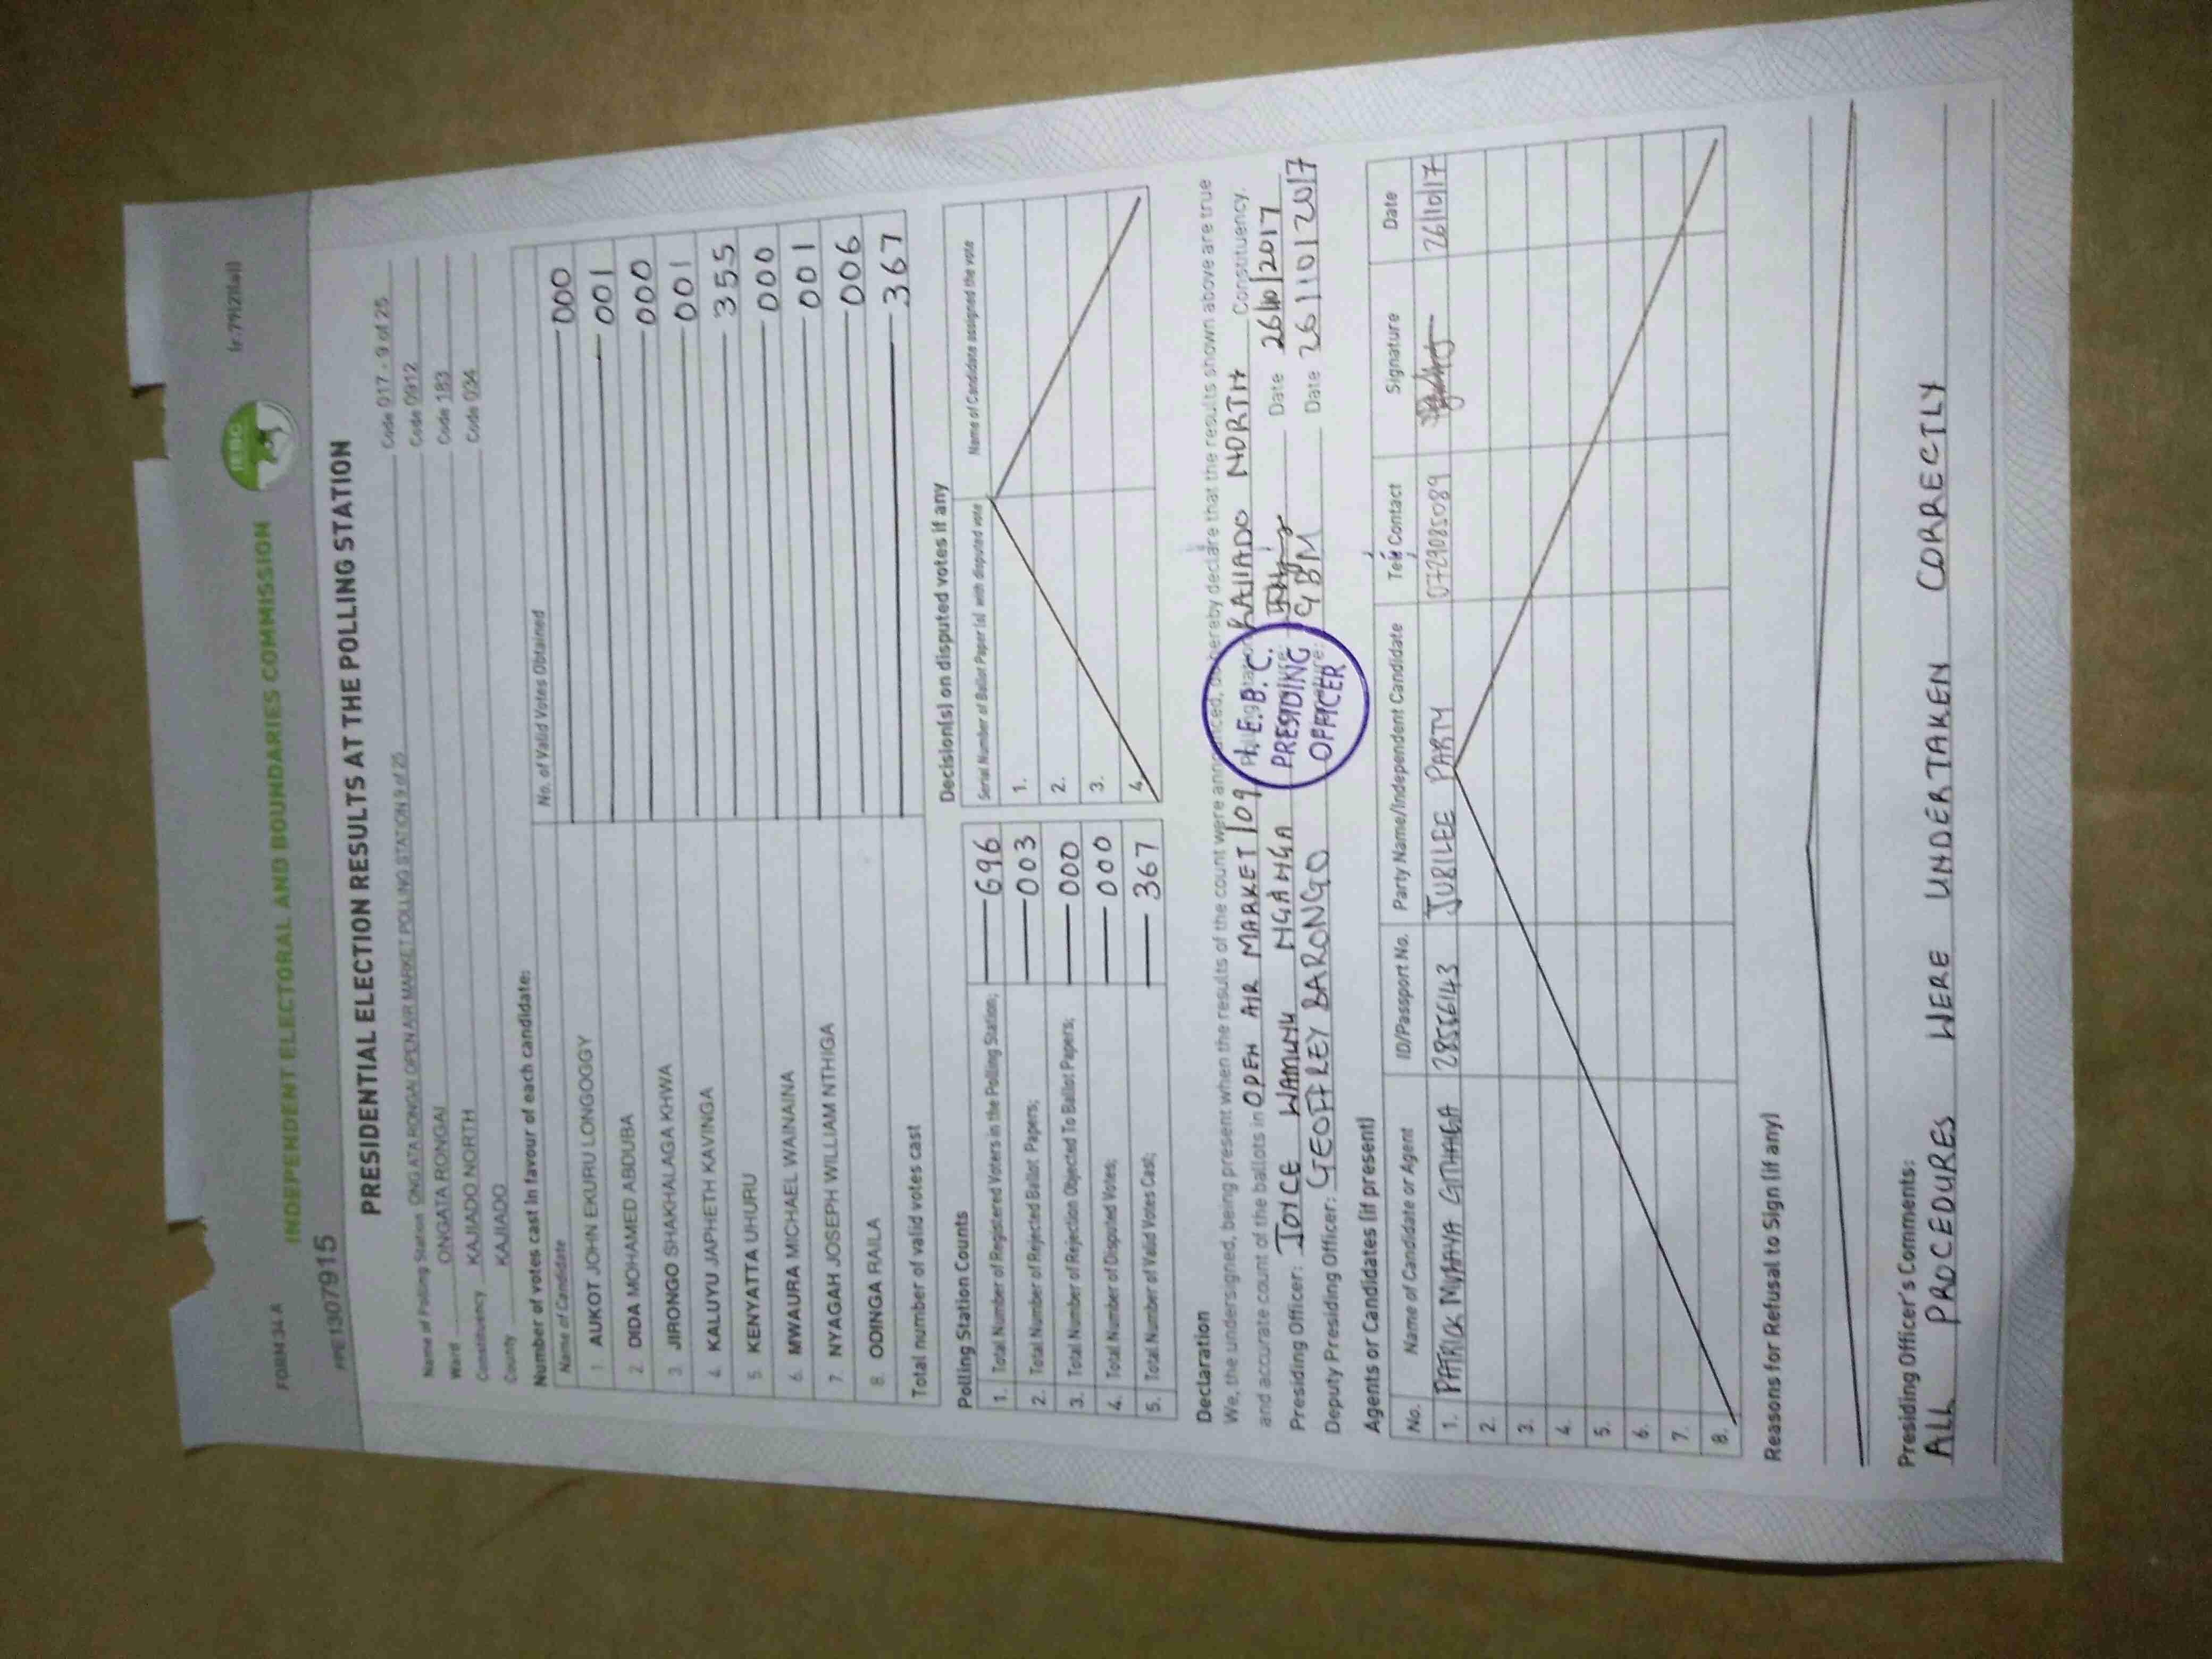 FORM 34A
INDEPENDENT ELECTORAL AND BOUNDARIES COMMISSION
IEBC
(r.79(2)(a))
PPE1307915
PRESIDENTIAL ELECTION RESULTS AT THE POLLING STATION
Name of Polling Station ONGATA RONGAI OPEN AIR MARKET POLLING STATION 9 of 25 Code 017 - 9 of 25
Ward ONGATA RONGAI Code 0912
Constituency KAJIADO NORTH Code 183
County KAJIADO Code 034
Number of votes cast in favour of each candidate:
Name of Candidate No. of Valid Votes Obtained
1 AUKOT JOHN EKURU LONGOGGY 000
2 DIDA MOHAMED ABDUBA 001
3 JIRONGO SHAKHALAGA KHWA 000
4 KALUYU JAPHETH KAVINGA 001
5 KENYATTA UHURU 355
6. MWAURA MICHAEL WAINAINA 000
7. NYAGAH JOSEPH WILLIAM NTHIGA 001
8. ODINGA RAILA 006
Total number of valid votes cast 367
Polling Station Counts
1. Total Number of Registered Voters in the Polling Station; 696
2. Total Number of Rejected Ballot Papers; 003
3. Total Number of Rejection Objected To Ballot Papers; 000
4. Total Number of Disputed Votes; 000
5. Total Number of Valid Votes Cast; 367
Decision(s) on disputed votes if any
Serial Number of Ballot Paper (s) with disputed vote Name of Candidate assigned the vote
1.
2.
3.
4.
Declaration
We, the undersigned, being present when the results of the count were announced, do hereby declare that the results shown above are true
and accurate count of the ballots in OPEN AIR MARKET 109 Polling Station KAJIADO NORTH Constituency.
Presiding Officer: JOYCE WAMUHU NGANGA Date 26/10/2017
Deputy Presiding Officer: GEOFFREY BARONGO GBM Date 26/10/2017
I.E.B.C.
PRESIDING
OFFICER
Agents or Candidates (if present)
No. Name of Candidate or Agent ID/Passport No. Party Name/Independent Candidate Tele Contact Signature Date
1. PATRICK MURAYA GITHAIGA 28556143 JUBILEE PARTY 0729085089 26/10/17
2.
3.
4.
5.
6.
7.
8.
Reasons for Refusal to Sign (if any)
Presiding Officer's Comments:
ALL PROCEDURES WERE UNDERTAKEN CORRECTLY